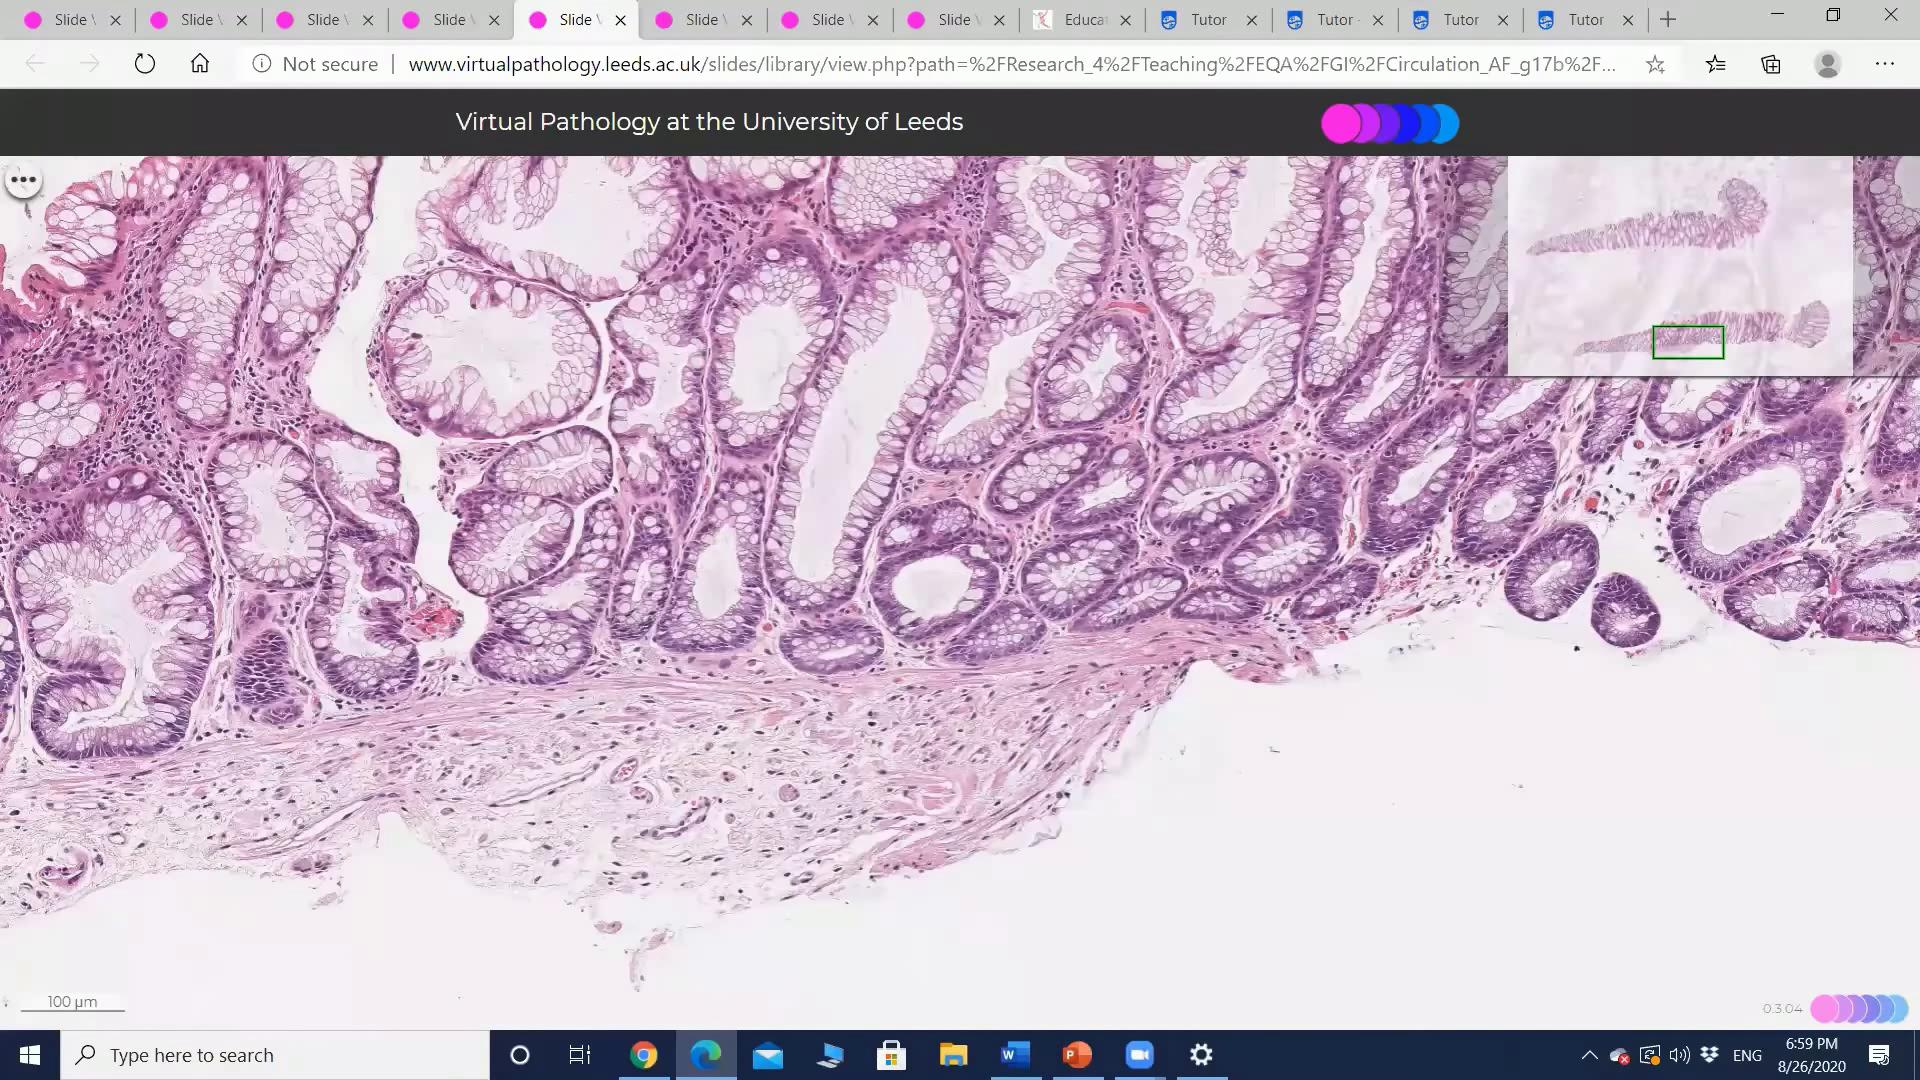 Slide
Slide
Slide
Slide
Slide
Slide
Slide
Slide
Educat
Tutor
Tutor
Tutor
Tutor
Not secure
www.virtualpathology.leeds.ac.uk/slides/library/view.php?path=%2FResearch_4%2FTeaching%2FEQA%2FGI%2FCirculation_AF_g17b%2F...
Virtual Pathology at the University of Leeds
100 µm
0.3.04
Type here to search
ENG
6:59 PM
8/26/2020